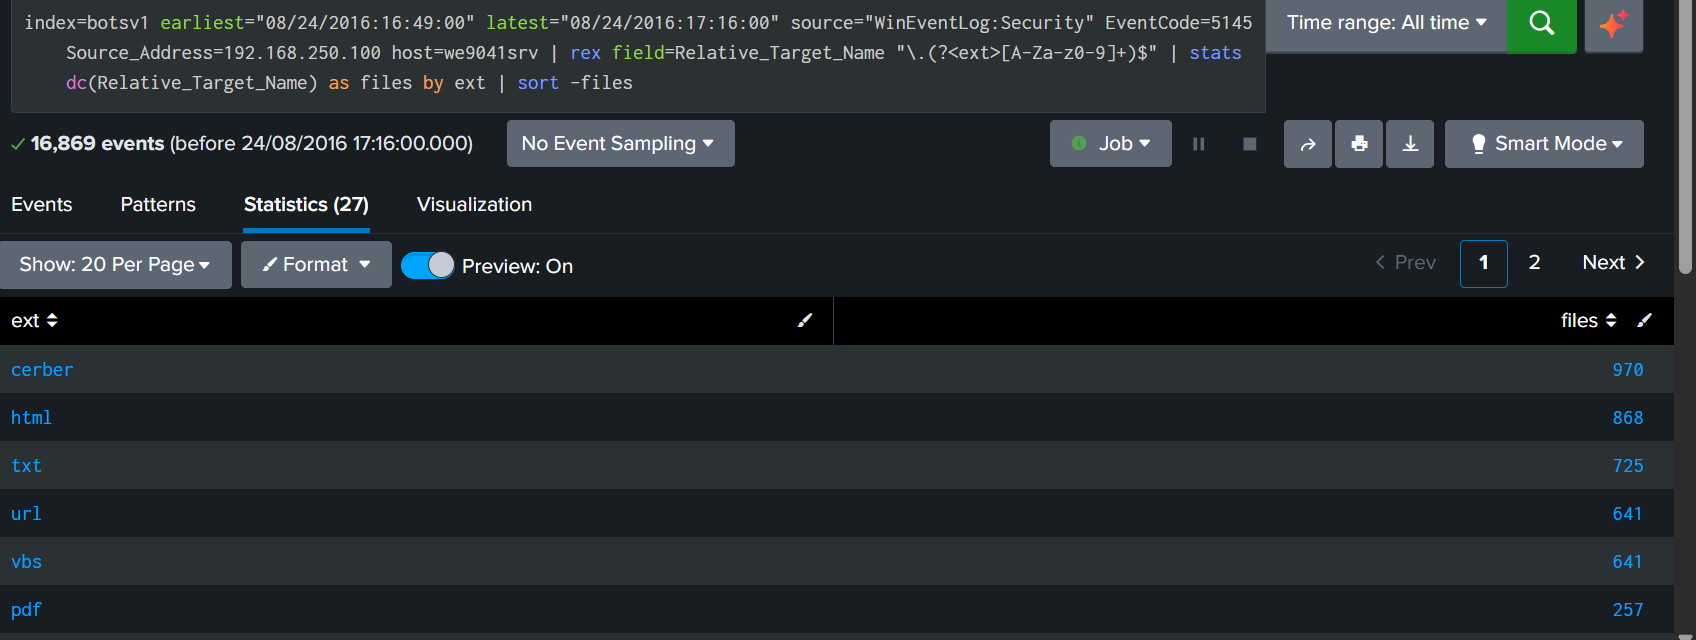 index=botsv1 earliest="08/24/2016:16:49:00" latest="08/24/2016:17:16:00" source="WinEventLog:Security" EventCode=5145
Source_Address=192.168.250.100 host=we9041srv | rex field=Relative_Target_Name "\.(?<ext>[A-Za-z0-9]+)$" | stats
dc(Relative_Target_Name) as files by ext | sort -files
Time range: All time
16,869 events (before 24/08/2016 17:16:00.000)
No Event Sampling
Job
Smart Mode
Events Patterns Statistics (27) Visualization
Show: 20 Per Page Format Preview: On
Prev 1 2 Next
ext files
cerber 970
html 868
txt 725
url 641
vbs 641
pdf 257